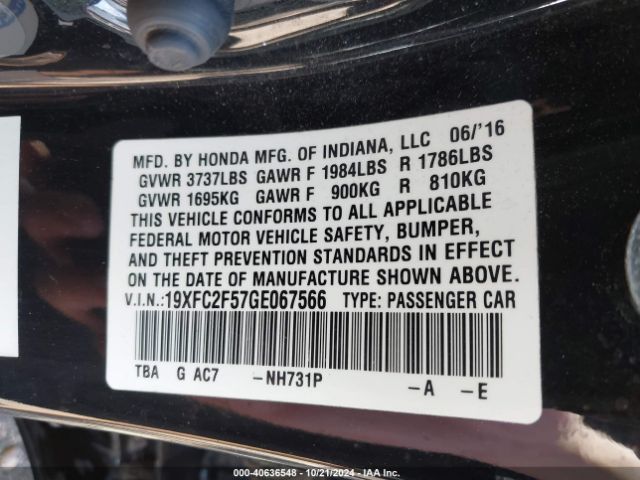 MFD. BY HONDA MFG. OF INDIANA, LLC 06/'16
GVWR 3737LBS GAWR F 1984LBS R 1786LBS
GVWR 1695KG GAWR F 900KG R 810KG
THIS VEHICLE CONFORMS TO ALL APPLICABLE
FEDERAL MOTOR VEHICLE SAFETY, BUMPER,
AND THEFT PREVENTION STANDARDS IN EFFECT
ON THE DATE OF MANUFACTURE SHOWN ABOVE.
V.I.N.:19XFC2F57GE067566 TYPE: PASSENGER CAR
TBA G AC7 -NH731P -A -E
000-40636548 - 10/21/2024 - IAA Inc.